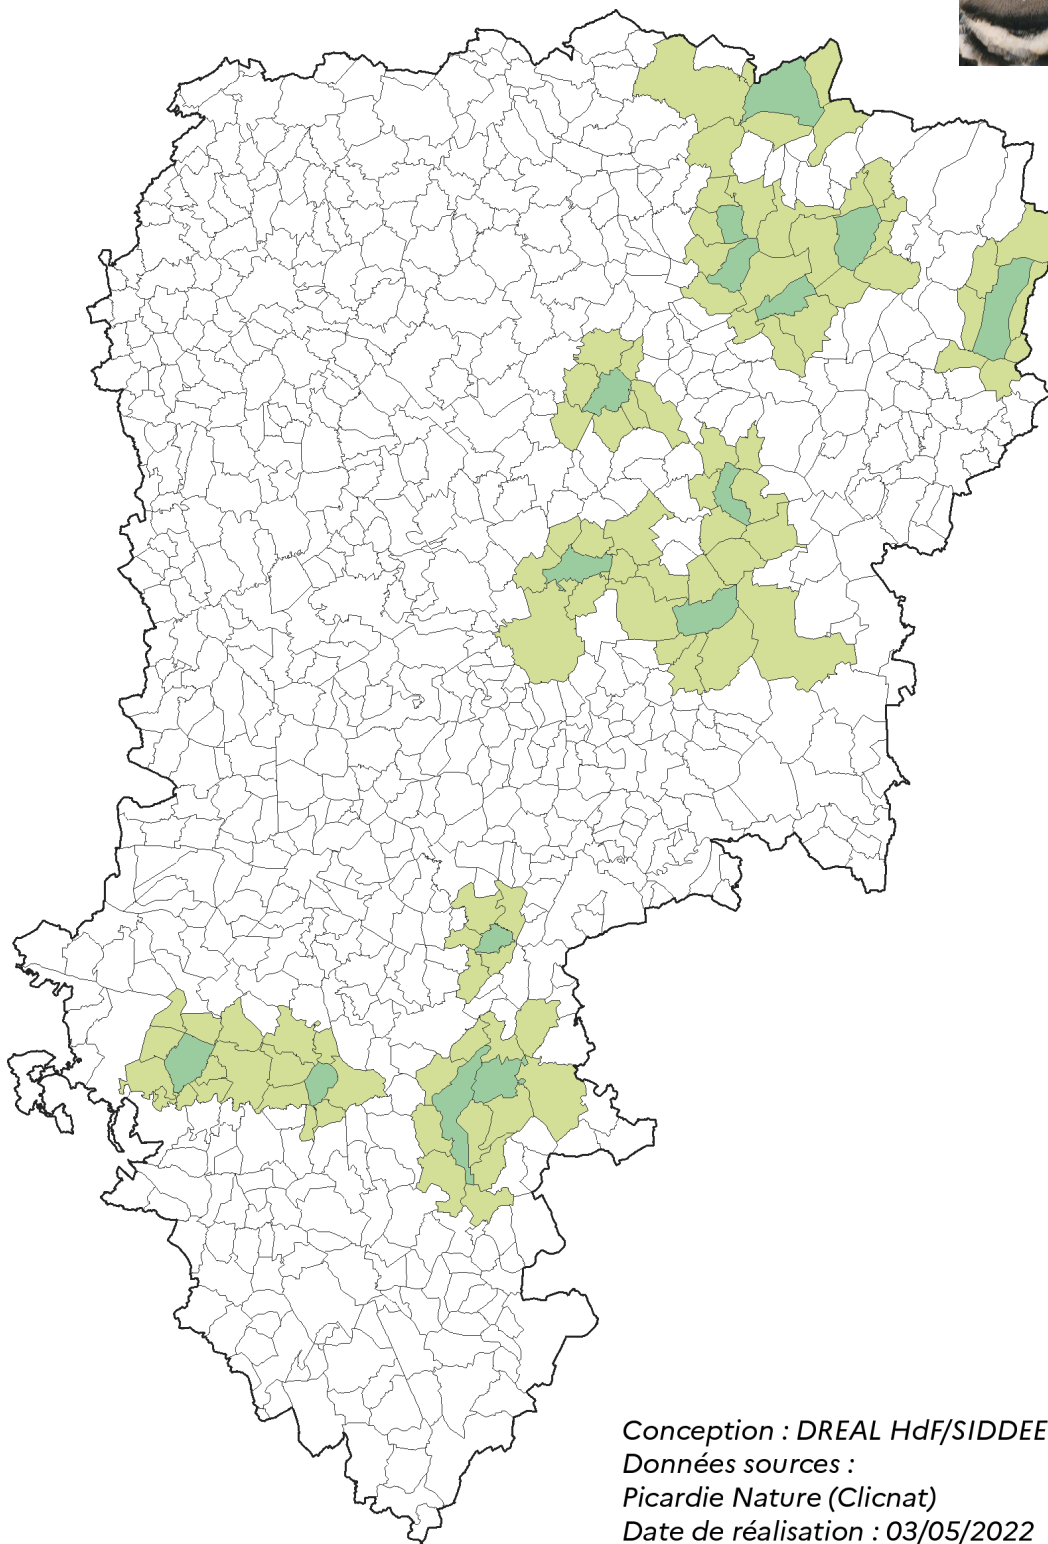 Conception : DREAL HdF/SIDDEE
Données sources :
Picardie Nature (Clicnat)
Date de réalisation : 03/05/2022